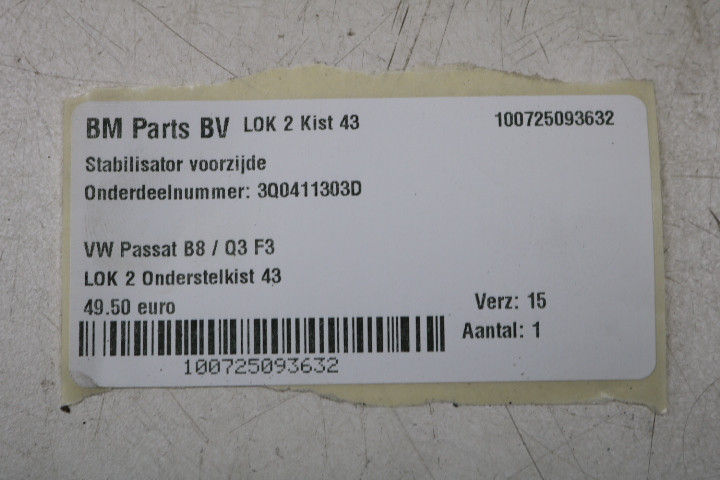 BM Parts BV LOK 2 Kist 43 100725093632
Stabilisator voorzijde
Onderdeelnummer: 3Q0411303D
VW Passat B8 / Q3 F3
LOK 2 Onderstelkist 43
49.50 euro Verz: 15
Aantal: 1
100725093632